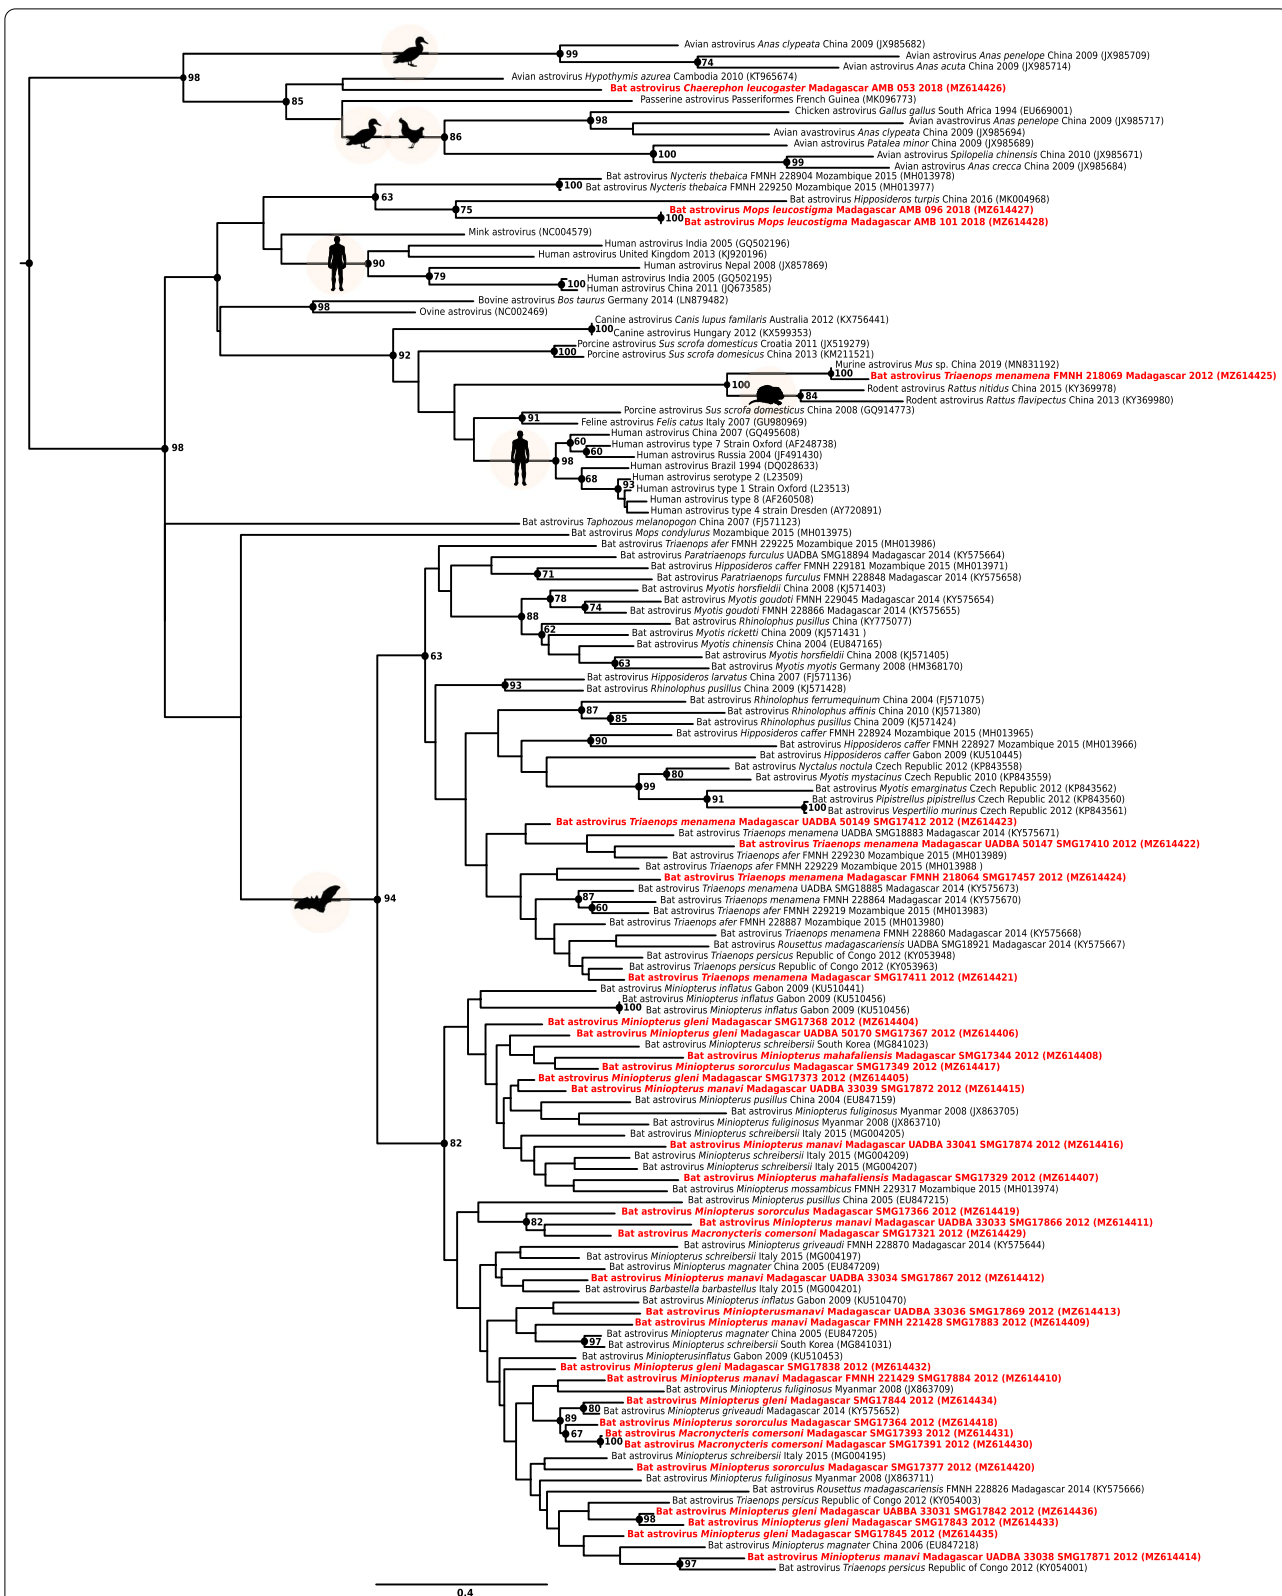 Avian astrovirus Anas clypeata China 2009 (JX985682)
99
Avian astrovirus Anas penelope China 2009 (JX985709)
74
Avian astrovirus Anas acuta China 2009 (JX985714)
98
Avian astrovirus Hypothymis azurea Cambodia 2010 (KT965674)
Bat astrovirus Chaerephon leucogaster Madagascar AMB 053 2018 (MZ614426)
85
Passerine astrovirus Passeriformes French Guinea (MK096773)
Chicken astrovirus Gallus gallus South Africa 1994 (EU669001)
98
Avian avastrovirus Anas penelope China 2009 (JX985717)
Avian avastrovirus Anas clypeata China 2009 (JX985694)
86
Avian astrovirus Patalea minor China 2009 (JX985689)
100
Avian astrovirus Spilopelia chinensis China 2010 (JX985671)
99
Avian astrovirus Anas crecca China 2009 (JX985684)
Bat astrovirus Nycteris thebaica FMNH 228904 Mozambique 2015 (MH013978)
100
Bat astrovirus Nycteris thebaica FMNH 229250 Mozambique 2015 (MH013977)
63
Bat astrovirus Hipposideros turpis China 2016 (MK004968)
75
Bat astrovirus Mops leucostigma Madagascar AMB 096 2018 (MZ614427)
100
Bat astrovirus Mops leucostigma Madagascar AMB 101 2018 (MZ614428)
Mink astrovirus (NC004579)
Human astrovirus India 2005 (GQ502196)
Human astrovirus United Kingdom 2013 (KJ920196)
90
Human astrovirus Nepal 2008 (JX857869)
79
Human astrovirus India 2005 (GQ502195)
100
Human astrovirus China 2011 (JQ673585)
Bovine astrovirus Bos taurus Germany 2014 (LN879482)
98
Ovine astrovirus (NC002469)
Canine astrovirus Canis lupus familaris Australia 2012 (KX756441)
100
Canine astrovirus Hungary 2012 (KX599353)
Porcine astrovirus Sus scrofa domesticus Croatia 2011 (JX519279)
100
92
Porcine astrovirus Sus scrofa domesicus China 2013 (KM211521)
Murine astrovirus Mus sp. China 2019 (MN831192)
100
Bat astrovirus Triaenops menamena FMNH 218069 Madagascar 2012 (MZ614425)
100
Rodent astrovirus Rattus nitidus China 2015 (KY369978)
84
Rodent astrovirus Rattus flavipectus China 2013 (KY369980)
Porcine astrovirus Sus scrofa domesticus China 2008 (GQ914773)
91
Feline astrovirus Felis catus Italy 2007 (GU980969)
Human astrovirus China 2007 (GQ495608)
60
Human astrovirus type 7 Strain Oxford (AF248738)
60
Human astrovirus Russia 2004 (JF491430)
98
98
Human astrovirus Brazil 1994 (DQ028633)
68
Human astrovirus serotype 2 (L23509)
93
Human astrovirus type 1 Strain Oxford (L23513)
Human astrovirus type 8 (AF260508)
Human astrovirus type 4 strain Dresden (AY720891)
Bat astrovirus Taphozous melanopogon China 2007 (FJ571123)
Bat astrovirus Mops condylurus Mozambique 2015 (MH013975)
Bat astrovirus Triaenops afer FMNH 229225 Mozambique 2015 (MH013986)
Bat astrovirus Paratriaenops furculus UADBA SMG18894 Madagascar 2014 (KY575664)
Bat astrovirus Hipposideros caffer FMNH 229181 Mozambique 2015 (MH013971)
71
Bat astrovirus Paratriaenops furculus FMNH 228848 Madagascar 2014 (KY575658)
Bat astrovirus Myotis horsfieldii China 2008 (KJ571403)
78
Bat astrovirus Myotis goudoti FMNH 229045 Madagascar 2014 (KY575654)
74
Bat astrovirus Myotis goudoti FMNH 228866 Madagascar 2014 (KY575655)
88
Bat astrovirus Rhinolophus pusillus China (KY775077)
62
Bat astrovirus Myotis ricketti China 2009 (KJ571431 )
Bat astrovirus Myotis chinensis China 2004 (EU847165)
63
Bat astrovirus Myotis horsfieldii China 2008 (KJ571405)
63
Bat astrovirus Myotis myotis Germany 2008 (HM368170)
Bat astrovirus Hipposideros larvatus China 2007 (FJ571136)
93
Bat astrovirus Rhinolophus pusillus China 2009 (KJ571428)
Bat astrovirus Rhinolophus ferrumequinum China 2004 (FJ571075)
87
Bat astrovirus Rhinolophus affinis China 2010 (KJ571380)
85
Bat astrovirus Rhinolophus pusillus China 2009 (KJ571424)
Bat astrovirus Hipposideros caffer FMNH 228924 Mozambique 2015 (MH013965)
90
Bat astrovirus Hipposideros caffer FMNH 228927 Mozambique 2015 (MH013966)
Bat astrovirus Hipposideros caffer Gabon 2009 (KU510445)
Bat astrovirus Nyctalus noctula Czech Republic 2012 (KP843558)
80
Bat astrovirus Myotis mystacinus Czech Republic 2010 (KP843559)
99
Bat astrovirus Myotis emarginatus Czech Republic 2012 (KP843562)
91
Bat astrovirus Pipistrellus pipistrellus Czech Republic 2012 (KP843560)
100
Bat astrovirus Vespertilio murinus Czech Republic 2012 (KP843561)
Bat astrovirus Triaenops menamena Madagascar UADBA 50149 SMG17412 2012 (MZ614423)
Bat astrovirus Triaenops menamena UADBA SMG18883 Madagascar 2014 (KY575671)
Bat astrovirus Triaenops menamena Madagascar UADBA 50147 SMG17410 2012 (MZ614422)
Bat astrovirus Triaenops afer FMNH 229230 Mozambique 2015 (MH013989)
Bat astrovirus Triaenops afer FMNH 229229 Mozambique 2015 (MH013988 )
Bat astrovirus Triaenops menamena Madagascar FMNH 218064 SMG17457 2012 (MZ614424)
Bat astrovirus Triaenops menamena UADBA SMG18885 Madagascar 2014 (KY575673)
87
94
Bat astrovirus Triaenops menamena FMNH 228864 Madagascar 2014 (KY575670)
60
Bat astrovirus Triaenops afer FMNH 229219 Mozambique 2015 (MH013983)
Bat astrovirus Triaenops afer FMNH 228887 Mozambique 2015 (MH013980)
Bat astrovirus Triaenops menamena FMNH 228860 Madagascar 2014 (KY575668)
Bat astrovirus Rousettus madagascariensis UADBA SMG18921 Madagascar 2014 (KY575667)
Bat astrovirus Triaenops persicus Republic of Congo 2012 (KY053948)
Bat astrovirus Triaenops persicus Republic of Congo 2012 (KY053963)
Bat astrovirus Triaenops menamena Madagascar SMG17411 2012 (MZ614421)
Bat astrovirus Miniopterus inflatus Gabon 2009 (KU510441)
Bat astrovirus Miniopterus inflatus Gabon 2009 (KU510456)
100
Bat astrovirus Miniopterus inflatus Gabon 2009 (KU510456)
Bat astrovirus Miniopterus gleni Madagascar SMG17368 2012 (MZ614404)
Bat astrovirus Miniopterus gleni Madagascar UADBA 50170 SMG17367 2012 (MZ614406)
Bat astrovirus Miniopterus schreibersii South Korea (MG841023)
Bat astrovirus Miniopterus mahafaliensis Madagascar SMG17344 2012 (MZ614408)
Bat astrovirus Miniopterus sororculus Madagascar SMG17349 2012 (MZ614417)
Bat astrovirus Miniopterus gleni Madagascar SMG17373 2012 (MZ614405)
Bat astrovirus Miniopterus manavi Madagascar UADBA 33039 SMG17872 2012 (MZ614415)
Bat astrovirus Miniopterus pusillus China 2004 (EU847159)
Bat astrovirus Miniopterus fuliginosus Myanmar 2008 (JX863705)
Bat astrovirus Miniopterus fuliginosus Myanmar 2008 (JX863710)
Bat astrovirus Miniopterus schreibersii Italy 2015 (MG004205)
82
Bat astrovirus Miniopterus manavi Madagascar UADBA 33041 SMG17874 2012 (MZ614416)
Bat astrovirus Miniopterus schreibersii Italy 2015 (MG004209)
Bat astrovirus Miniopterus schreibersii Italy 2015 (MG004207)
Bat astrovirus Miniopterus mahafaliensis Madagascar SMG17329 2012 (MZ614407)
Bat astrovirus Miniopterus mossambicus FMNH 229317 Mozambique 2015 (MH013974)
Bat astrovirus Miniopterus pusillus China 2005 (EU847215)
Bat astrovirus Miniopterus sororculus Madagascar SMG17366 2012 (MZ614419)
82
Bat astrovirus Miniopterus manavi Madagascar UADBA 33033 SMG17866 2012 (MZ614411)
Bat astrovirus Macronycteris comersoni Madagascar SMG17321 2012 (MZ614429)
Bat astrovirus Miniopterus griveaudi FMNH 228870 Madagascar 2014 (KY575644)
Bat astrovirus Miniopterus schreibersii Italy 2015 (MG004197)
Bat astrovirus Miniopterus magnater China 2005 (EU847209)
Bat astrovirus Miniopterus manavi Madagascar UADBA 33034 SMG17867 2012 (MZ614412)
Bat astrovirus Barbastella barbastellus Italy 2015 (MG004201)
Bat astrovirus Miniopterus inflatus Gabon 2009 (KU510470)
Bat astrovirus Miniopterusmanavi Madagascar UADBA 33036 SMG17869 2012 (MZ614413)
Bat astrovirus Miniopterus manavi Madagascar FMNH 221428 SMG17883 2012 (MZ614409)
Bat astrovirus Miniopterus magnater China 2005 (EU847205)
97
Bat astrovirus Miniopterus schreibersii South Korea (MG841031)
Bat astrovirus Miniopterusinflatus Gabon 2009 (KU510453)
Bat astrovirus Miniopterus gleni Madagascar SMG17838 2012 (MZ614432)
Bat astrovirus Miniopterus manavi Madagascar FMNH 221429 SMG17884 2012 (MZ614410)
Bat astrovirus Miniopterus fuliginosus Myanmar 2008 (JX863709)
Bat astrovirus Miniopterus gleni Madagascar SMG17844 2012 (MZ614434)
80
Bat astrovirus Miniopterus griveaudi Madagascar 2014 (KY575652)
89
Bat astrovirus Miniopterus sororculus Madagascar SMG17364 2012 (MZ614418)
67
Bat astrovirus Macronycteris comersoni Madagascar SMG17393 2012 (MZ614431)
100
Bat astrovirus Macronycteris comersoni Madagascar SMG17391 2012 (MZ614430)
Bat astrovirus Miniopterus schreibersii Italy 2015 (MG004195)
Bat astrovirus Miniopterus sororculus Madagascar SMG17377 2012 (MZ614420)
Bat astrovirus Miniopterus fuliginosus Myanmar 2008 (JX863711)
Bat astrovirus Rousettus madagascariensis FMNH 228826 Madagascar 2014 (KY575666)
Bat astrovirus Triaenops persicus Republic of Congo 2012 (KY054003)
Bat astrovirus Miniopterus gleni Madagascar UABBA 33031 SMG17842 2012 (MZ614436)
98
Bat astrovirus Miniopterus gleni Madagascar SMG17843 2012 (MZ614433)
Bat astrovirus Miniopterus gleni Madagascar SMG17845 2012 (MZ614435)
Bat astrovirus Miniopterus magnater China 2006 (EU847218)
Bat astrovirus Miniopterus manavi Madagascar UADBA 33038 SMG17871 2012 (MZ614414)
97
Bat astrovirus Triaenops persicus Republic of Congo 2012 (KY054001)
0.4